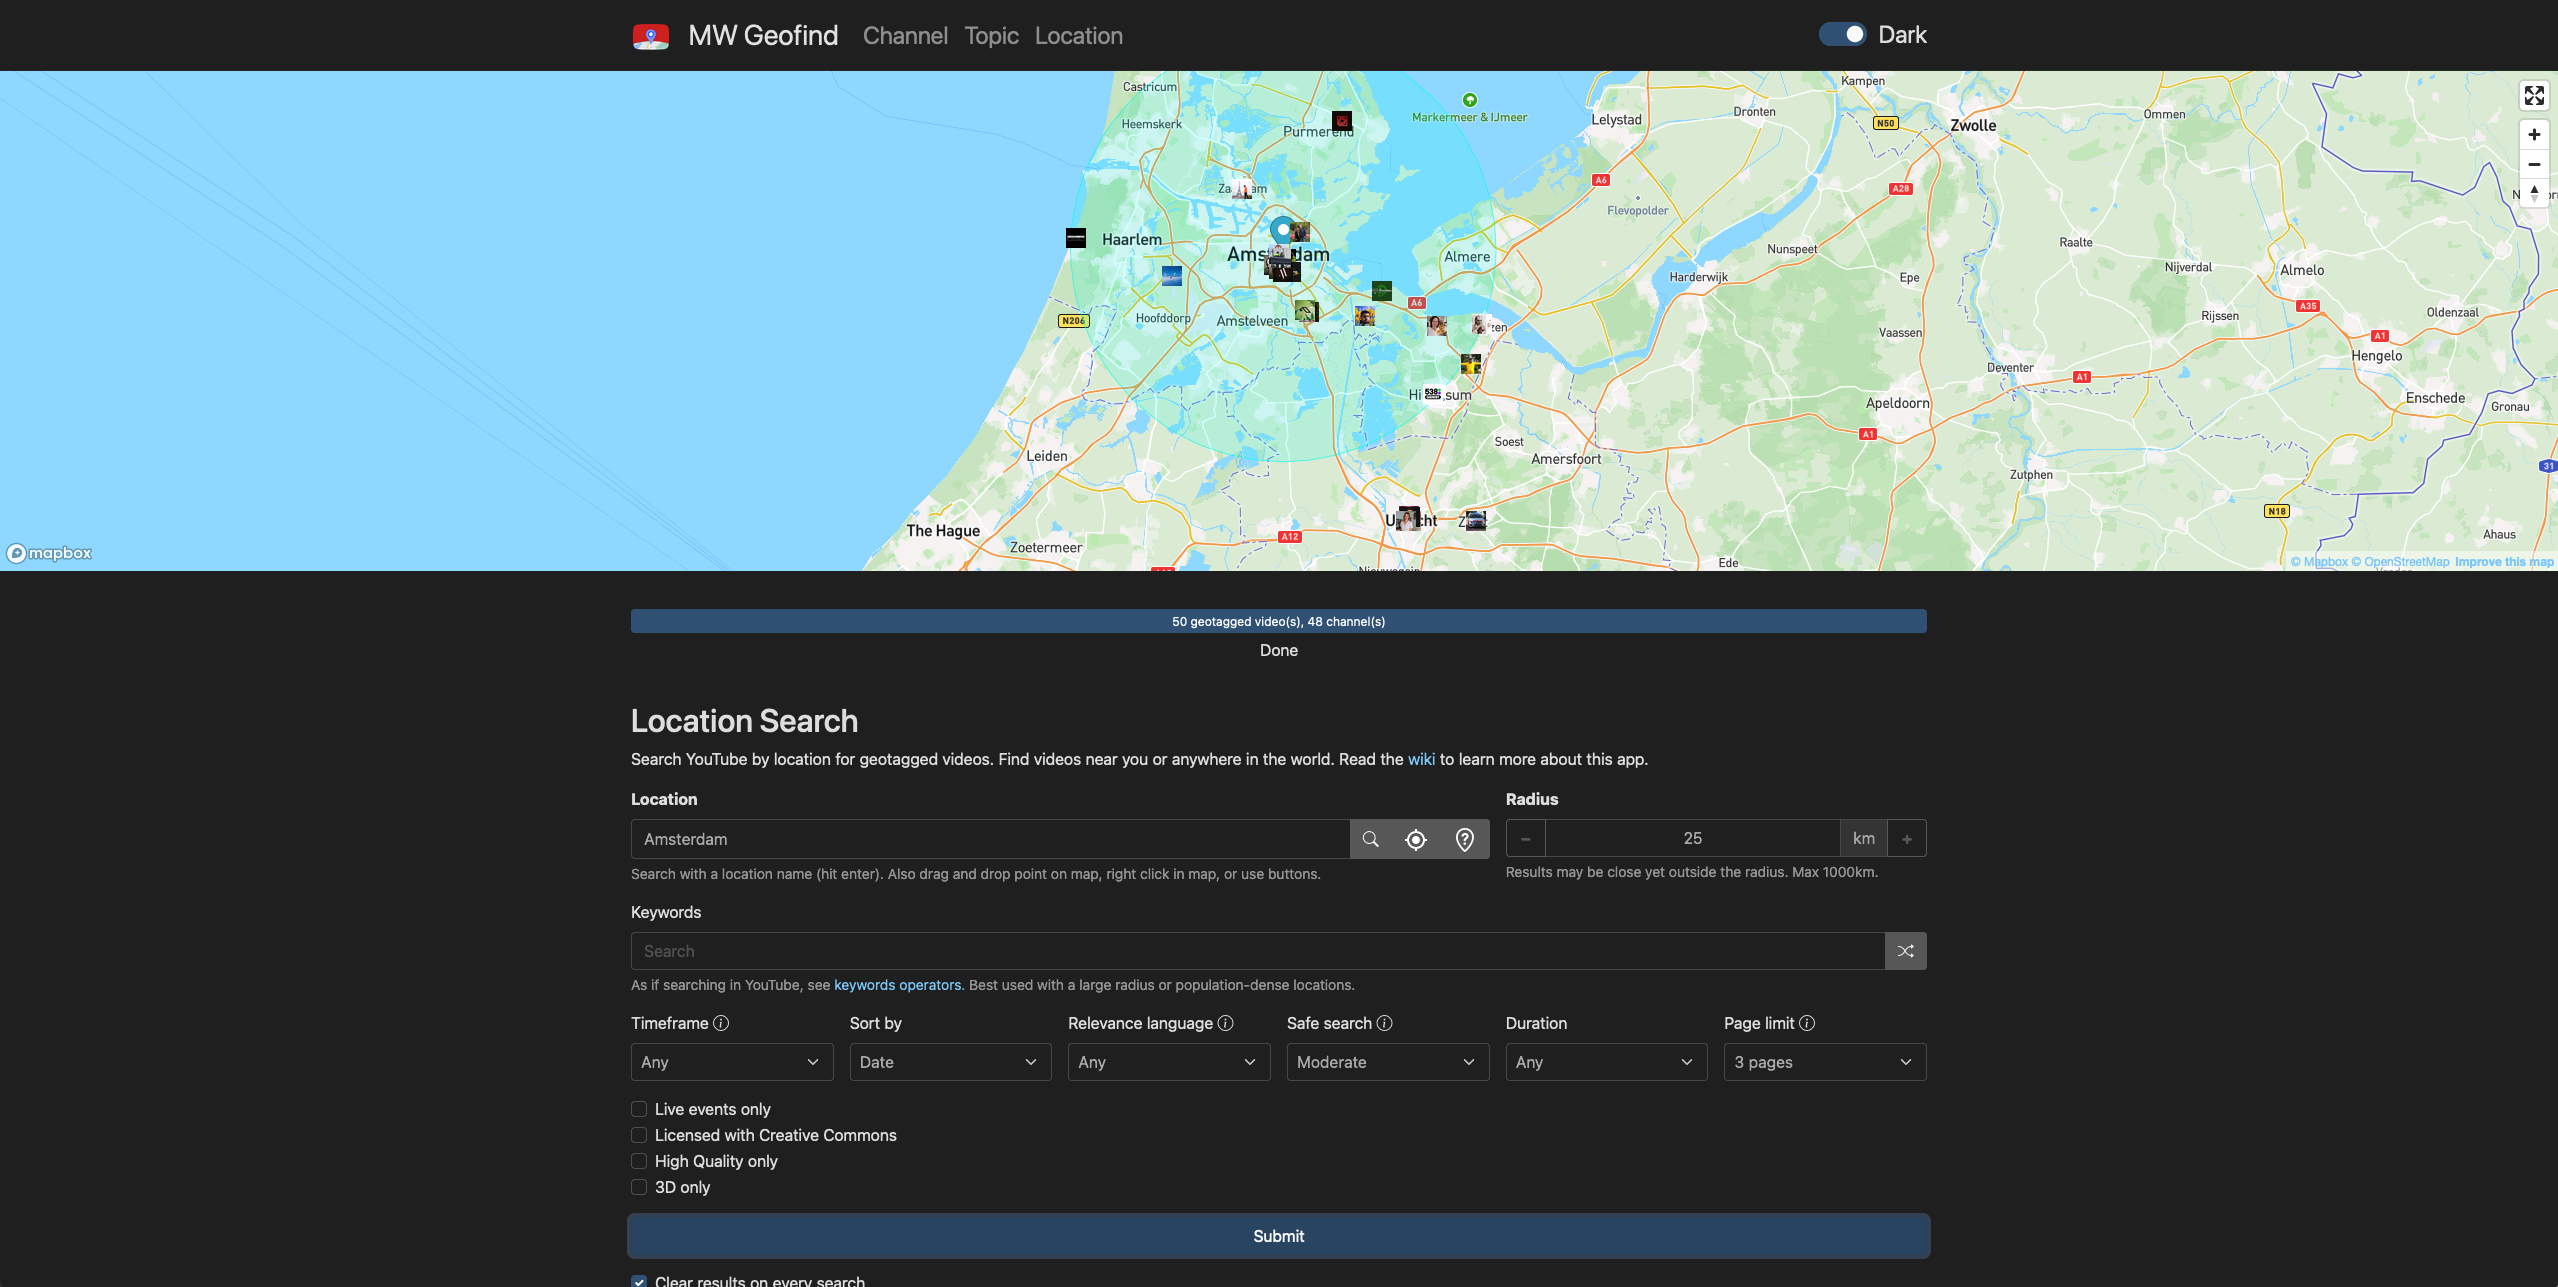 MW Geofind Channel Topic Location Dark
Castricum
Heemskerk
Purmerend
Markermeer & IJmeer
Lelystad
Kampen
Dronten
N50
Zwolle
Ommen
A6
A28
Flevopolder
Haarlem
Almere
Nunspeet
Raalte
Harderwijk
Epe
Nijverdal
Almelo
N206
Hoofddorp
Amstelveen
A6
A35
Rijssen
Oldenzaal
Vaassen
A1
Hengelo
Deventer
A1
538
Apeldoorn
Enschede
Gronau
A1
Soest
Leiden
Amersfoort
31
Zutphen
N18
The Hague
A12
Zoetermeer
Ahaus
Ede
mapbox
© Mapbox © OpenStreetMap Improve this map
50 geotagged video(s), 48 channel(s)
Done
Location Search
Search YouTube by location for geotagged videos. Find videos near you or anywhere in the world. Read the wiki to learn more about this app.
Location
Radius
Amsterdam
− 25 km +
Search with a location name (hit enter). Also drag and drop point on map, right click in map, or use buttons.
Results may be close yet outside the radius. Max 1000km.
Keywords
Search
As if searching in YouTube, see keywords operators. Best used with a large radius or population-dense locations.
Timeframe Sort by Relevance language Safe search Duration Page limit
Any Date Any Moderate Any 3 pages
Live events only
Licensed with Creative Commons
High Quality only
3D only
Submit
Clear results on every search